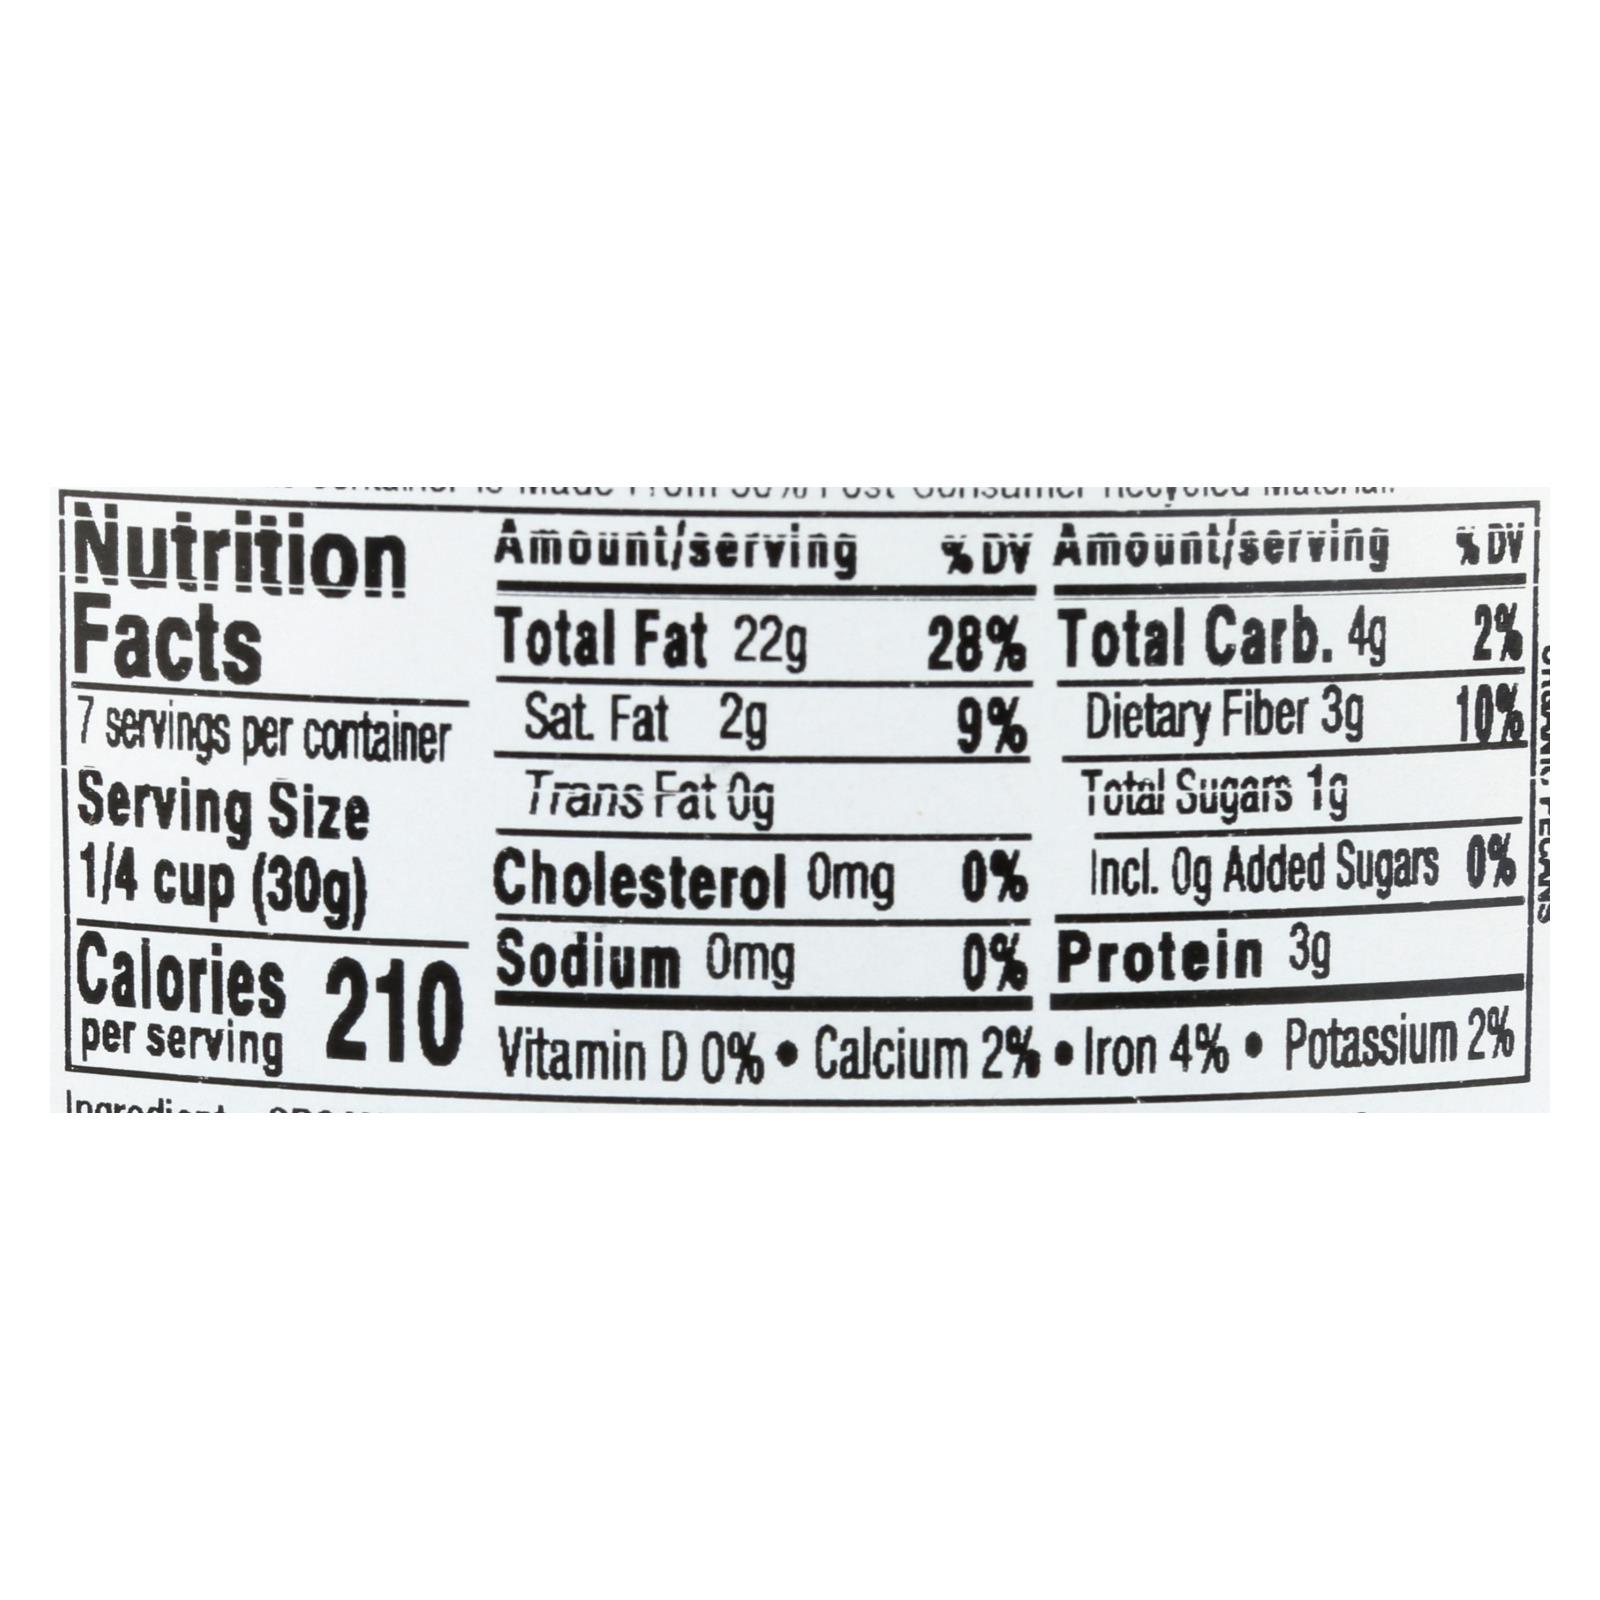 Nutrition
Facts
7 servings per container
Serving Size
1/4 cup (30g)
Calories 210
per serving
Amount/serving % DV
Total Fat 22g 28%
Sat. Fat 2g 9%
Trans Fat 0g
Cholesterol 0mg 0%
Sodium 0mg 0%
Amount/serving % DV
Total Carb. 4g 2%
Dietary Fiber 3g 10%
Total Sugars 1g
Incl. 0g Added Sugars 0%
Protein 3g
Vitamin D 0% • Calcium 2% • Iron 4% • Potassium 2%
ORGANIC PECANS